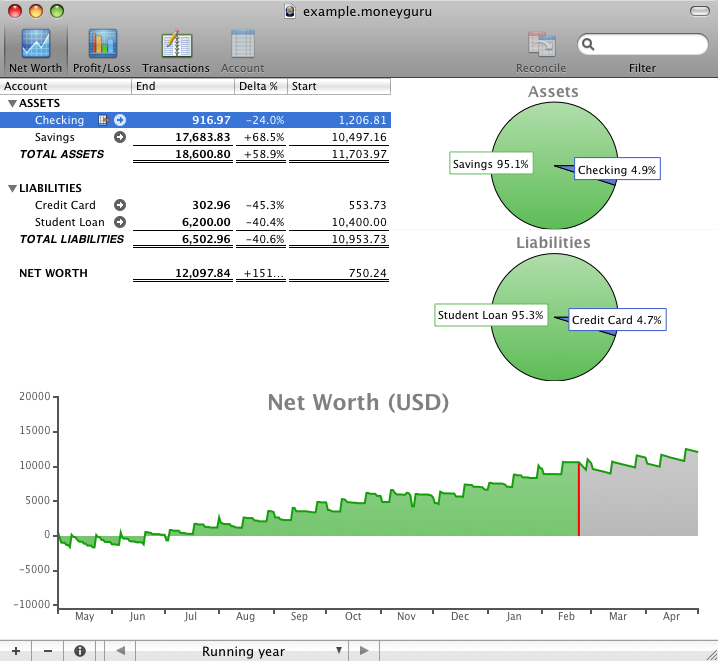 example.moneyguru
Net Worth Profit/Loss Transactions Account Reconcile Filter
Account End Delta % Start
ASSETS
Checking 916.97 −24.0% 1,206.81
Savings 17,683.83 +68.5% 10,497.16
TOTAL ASSETS 18,600.80 +58.9% 11,703.97
LIABILITIES
Credit Card 302.96 −45.3% 553.73
Student Loan 6,200.00 −40.4% 10,400.00
TOTAL LIABILITIES 6,502.96 −40.6% 10,953.73
NET WORTH 12,097.84 +151... 750.24
Assets
Savings 95.1%
Checking 4.9%
Liabilities
Student Loan 95.3%
Credit Card 4.7%
Net Worth (USD)
20000
15000
10000
5000
0
−5000
−10000
May Jun Jul Aug Sep Oct Nov Dec Jan Feb Mar Apr
Running year